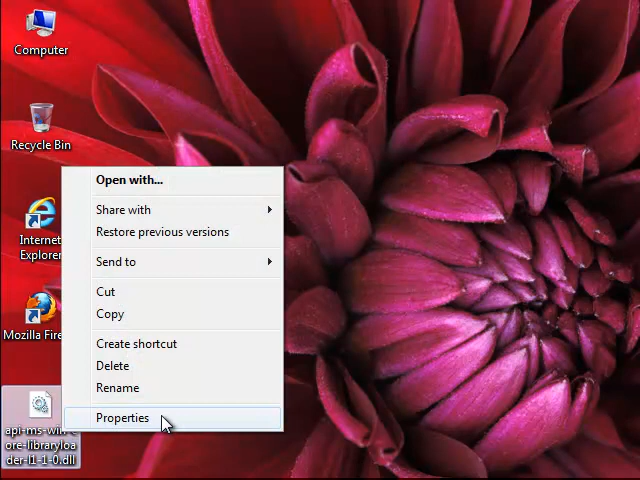 Computer
Recycle Bin
Internet
Explorer
Mozilla Fire
api-ms-win-c
ore-libraryloa
der-l1-1-0.dll
Open with...
Share with
Restore previous versions
Send to
Cut
Copy
Create shortcut
Delete
Rename
Properties